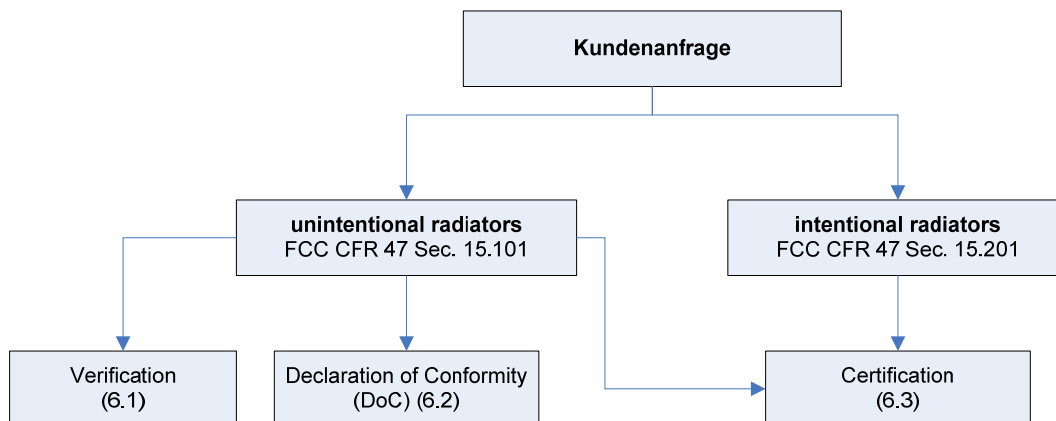 Kundenanfrage
unintentional radiators
FCC CFR 47 Sec. 15.101
intentional radiators
FCC CFR 47 Sec. 15.201
Verification
(6.1)
Declaration of Conformity
(DoC) (6.2)
Certification
(6.3)